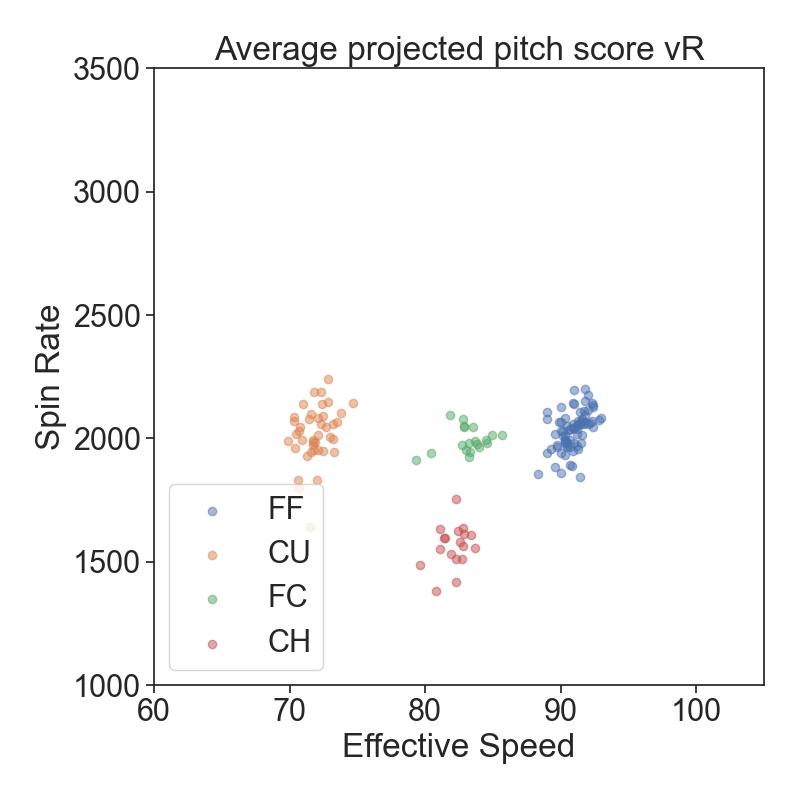 Average projected pitch score vR
3500
3000
2500
2000
1500
1000
Spin Rate
FF
CU
FC
CH
60 70 80 90 100
Effective Speed